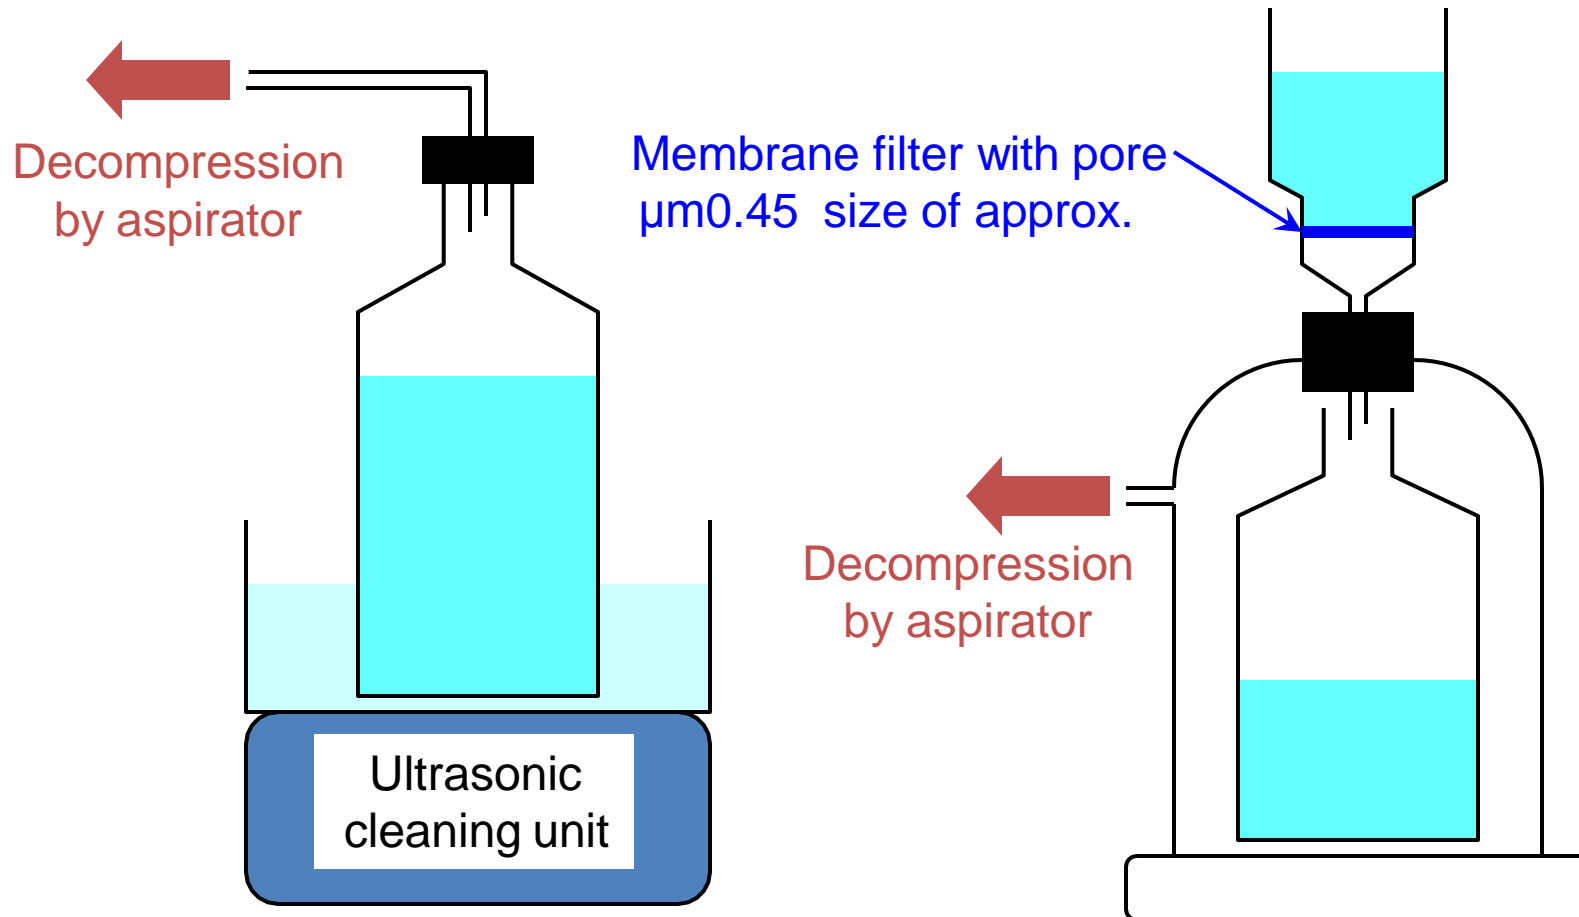 Decompression
by aspirator
Membrane filter with pore
µm0.45 size of approx.
Decompression
by aspirator
Ultrasonic
cleaning unit